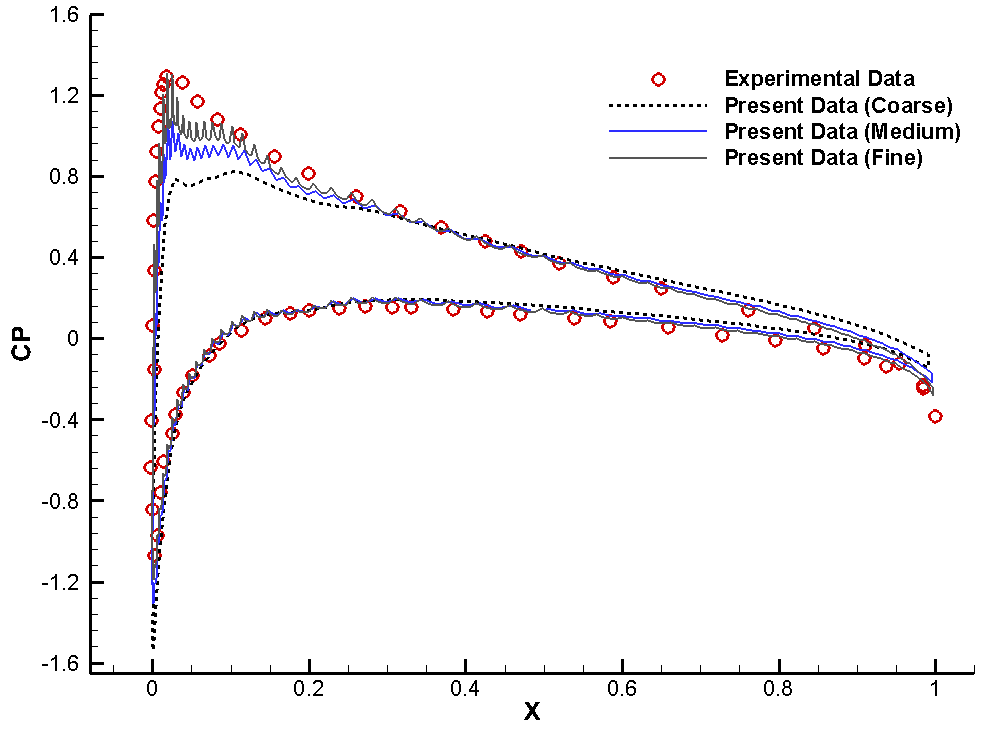 1.6
1.2
0.8
0.4
0
-0.4
-0.8
-1.2
-1.6
CP
Experimental Data
Present Data (Coarse)
Present Data (Medium)
Present Data (Fine)
0 0.2 0.4 0.6 0.8 1
X